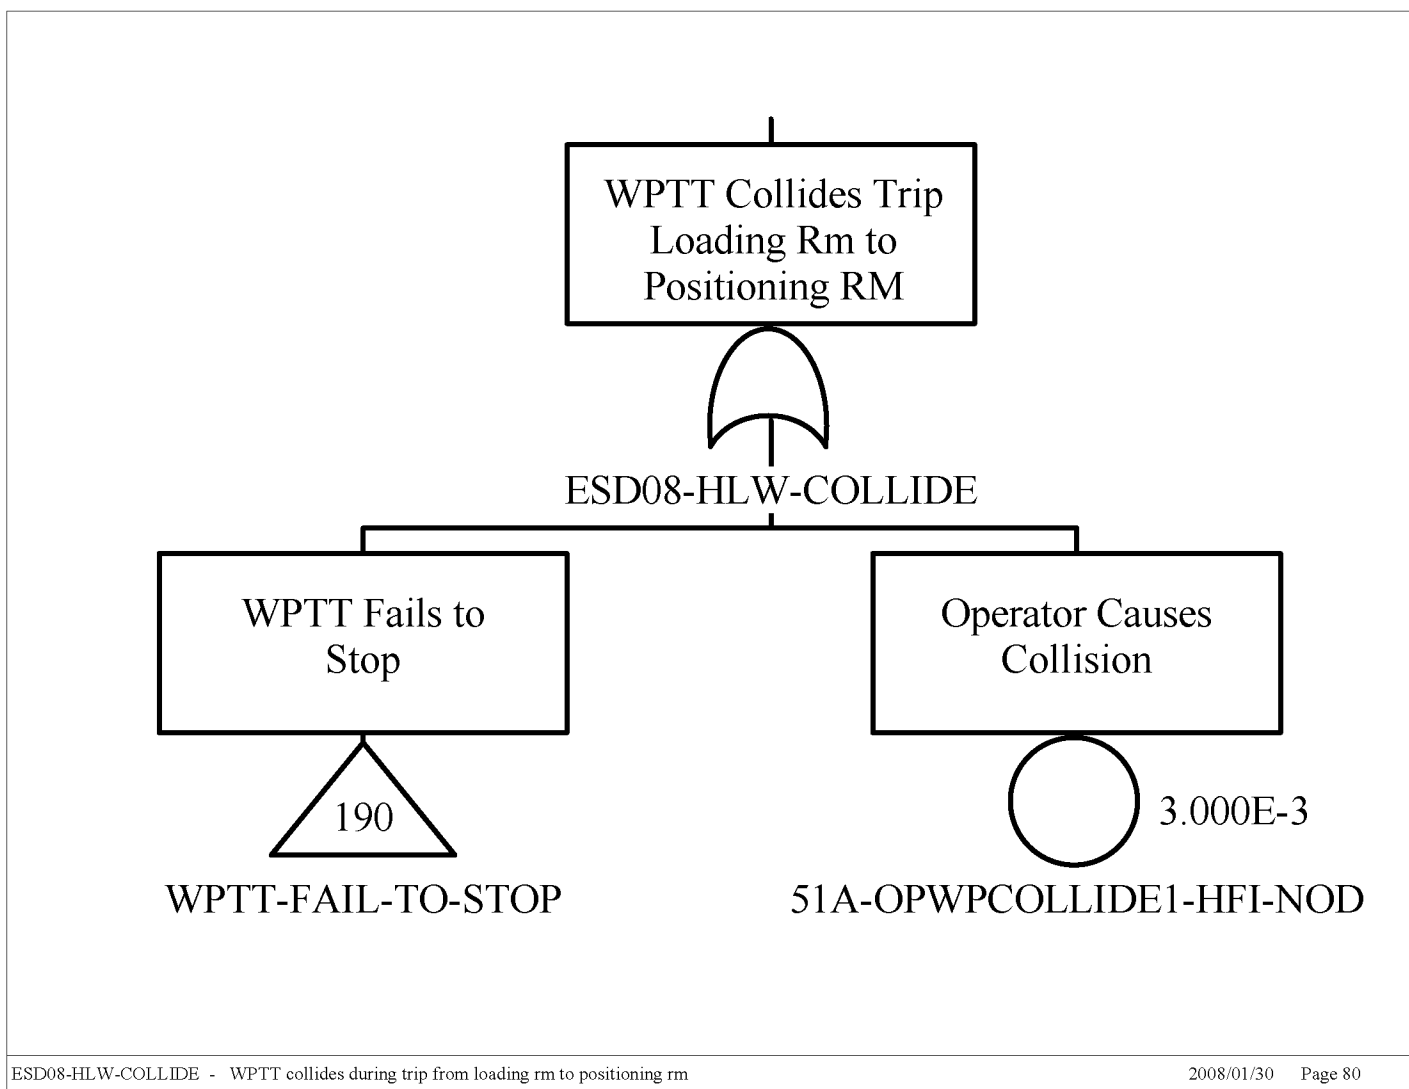 WPTT Collides Trip
Loading Rm to
Positioning RM
ESD08-HLW-COLLIDE
WPTT Fails to
Stop
190
WPTT-FAIL-TO-STOP
Operator Causes
Collision
3.000E-3
51A-OPWPCOLLIDE1-HFI-NOD
ESD08-HLW-COLLIDE - WPTT collides during trip from loading rm to positioning rm
2008/01/30 Page 80